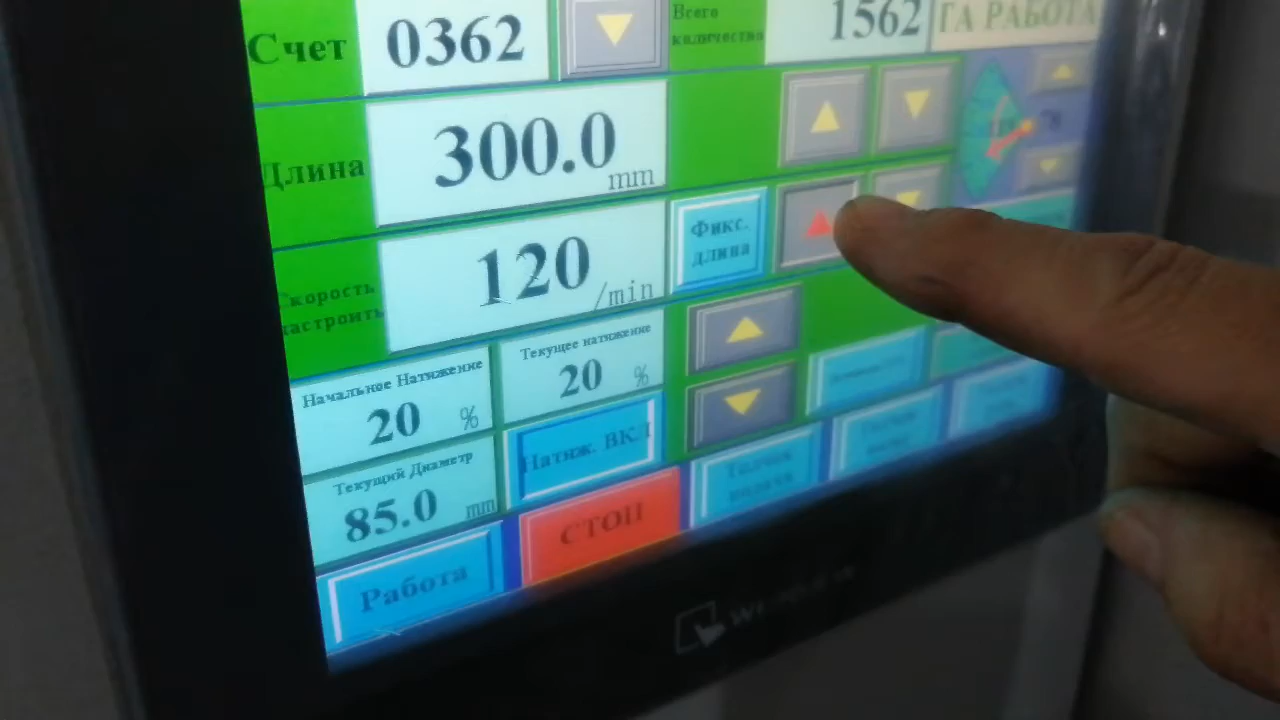 Счет
0362
Всего
количества
1562
ГА РАБОТА
Длина
300.0
mm
Скорость
настроить
120
/min
Фикс.
длина
Начальное Натяжение
20 %
Текущее натяжение
20 %
Текущий Диаметр
85.0 mm
Натяж. ВКЛ
Работа
СТОП